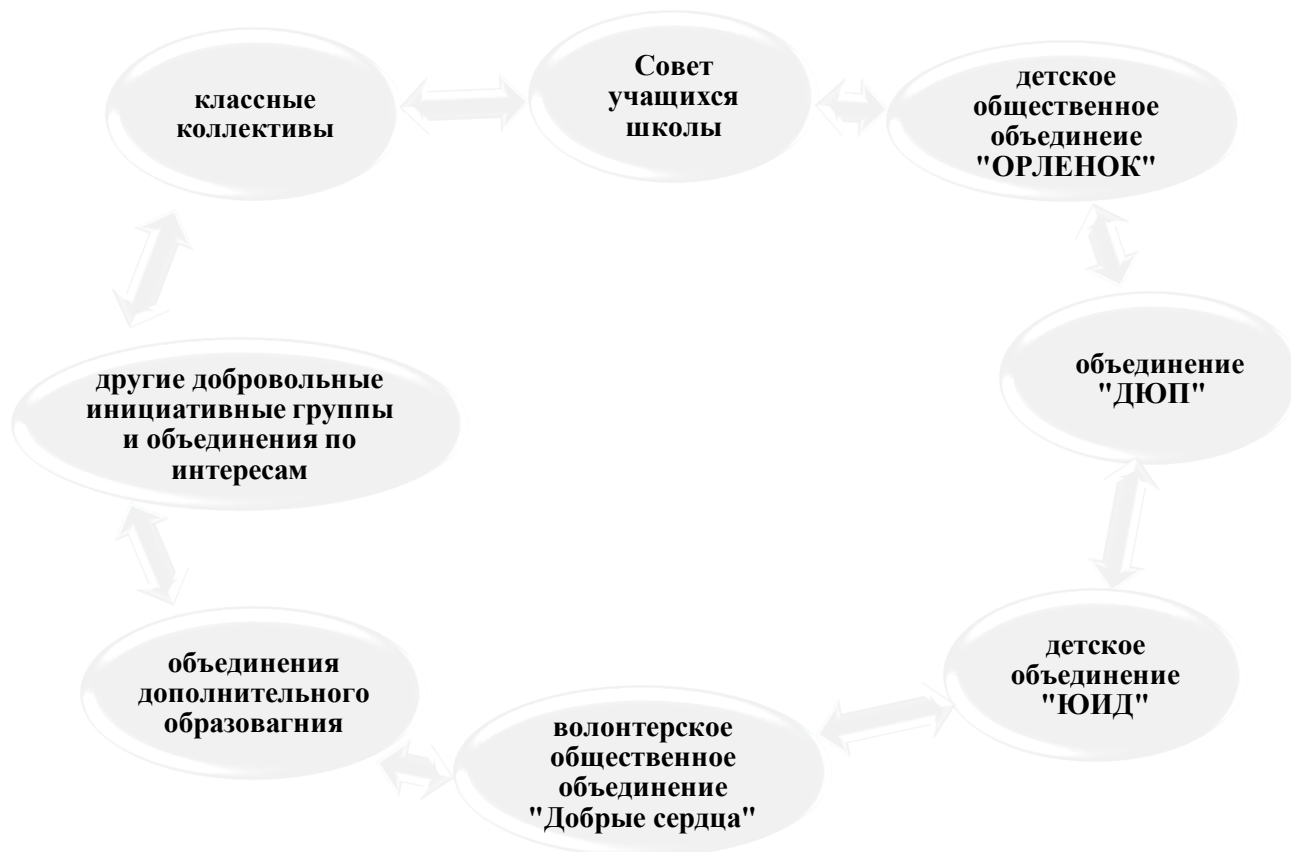 Совет
учащихся
школы
детское
общественное
объединеие
"ОРЛЕНОК"
объединение
"ДЮП"
детское
объединение
"ЮИД"
волонтерское
общественное
объединение
"Добрые сердца"
объединения
дополнительного
образовагния
другие добровольные
инициативные группы
и объединения по
интересам
классные
коллективы